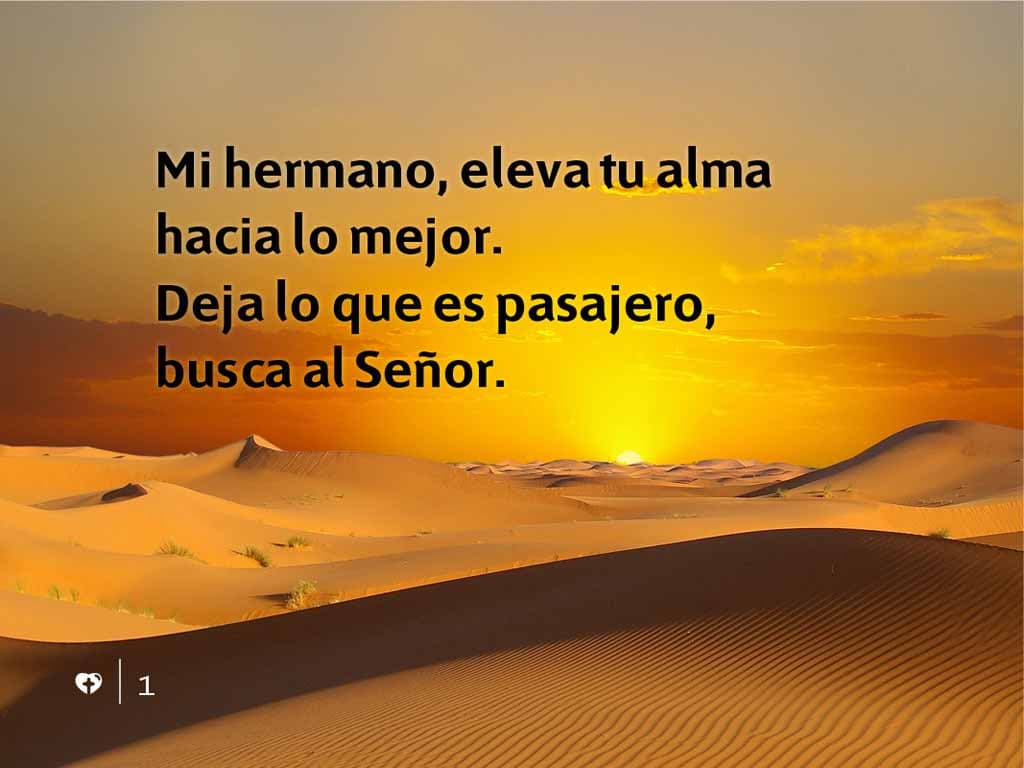 Mi hermano, eleva tu alma
hacia lo mejor.
Deja lo que es pasajero,
busca al Señor.
1